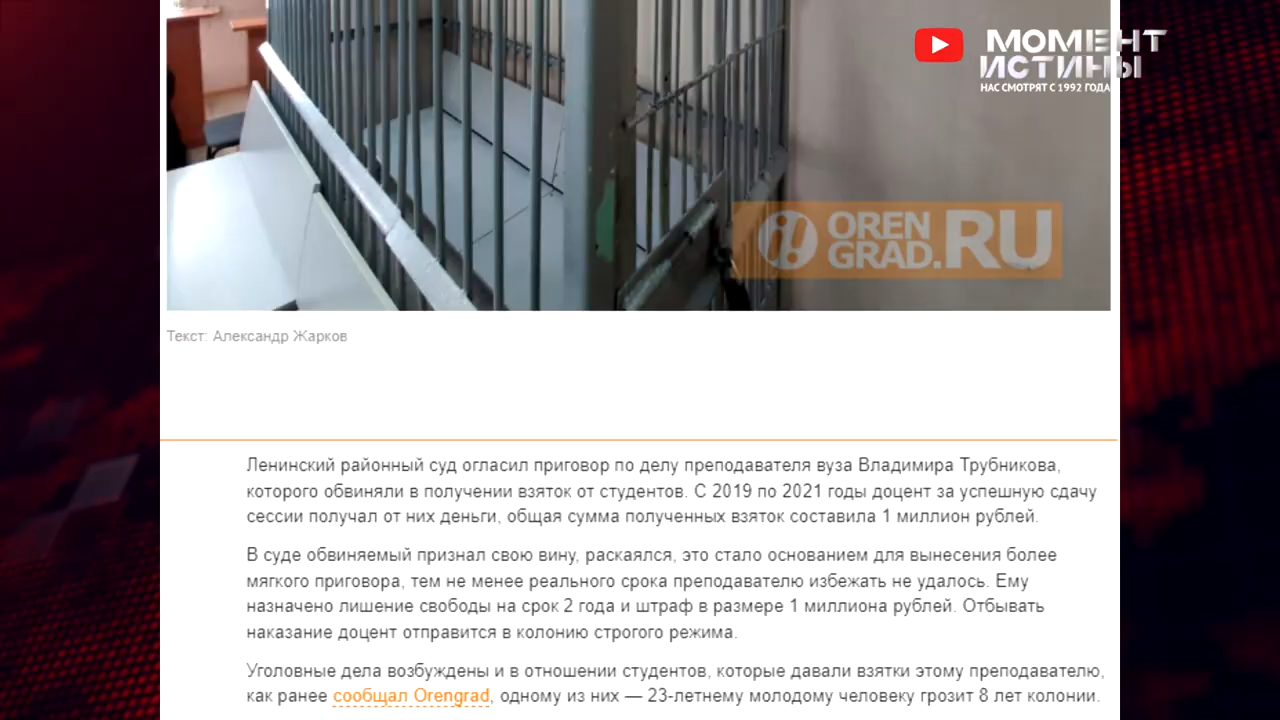 МОМЕНТ
ИСТИНЫ
НАС СМОТРЯТ С 1992 ГОДА
OREN
GRAD.RU
Текст: Александр Жарков
Ленинский районный суд огласил приговор по делу преподавателя вуза Владимира Трубникова,
которого обвиняли в получении взяток от студентов. С 2019 по 2021 годы доцент за успешную сдачу
сессии получал от них деньги, общая сумма полученных взяток составила 1 миллион рублей.
В суде обвиняемый признал свою вину, раскаялся, это стало основанием для вынесения более
мягкого приговора, тем не менее реального срока преподавателю избежать не удалось. Ему
назначено лишение свободы на срок 2 года и штраф в размере 1 миллиона рублей. Отбывать
наказание доцент отправится в колонию строгого режима.
Уголовные дела возбуждены и в отношении студентов, которые давали взятки этому преподавателю,
как ранее сообщал Orengrad, одному из них — 23-летнему молодому человеку грозит 8 лет колонии.